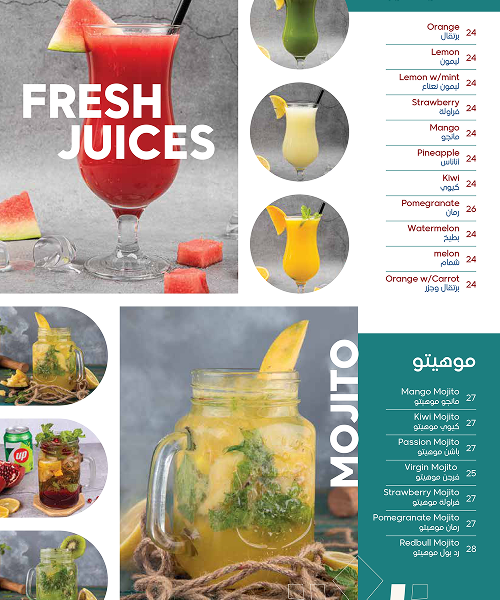 FRESH
JUICES
Orange 24
برتقال
Lemon 24
ليمون
Lemon w/mint 24
ليمون نعناع
Strawberry 24
فراولة
Mango 24
مانجو
Pineapple 24
اناناس
Kiwi 24
كيوي
Pomegranate 26
رمان
Watermelon 24
بطيخ
melon 24
شمام
Orange w/Carrot 24
برتقال وجزر
MOJITO
موهيتو
Mango Mojito 27
مانجو موهيتو
Kiwi Mojito 27
كيوي موهيتو
Passion Mojito 27
باشن موهيتو
Virgin Mojito 25
فرجن موهيتو
Strawberry Mojito 27
فراولة موهيتو
Pomegranate Mojito 27
رمان موهيتو
Redbull Mojito 28
رد بول موهيتو
up